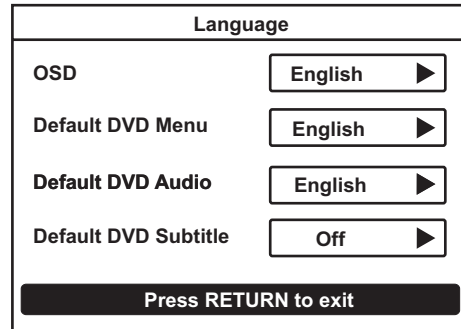 Language
OSD English
Default DVD Menu English
Default DVD Audio English
Default DVD Subtitle Off
Press RETURN to exit